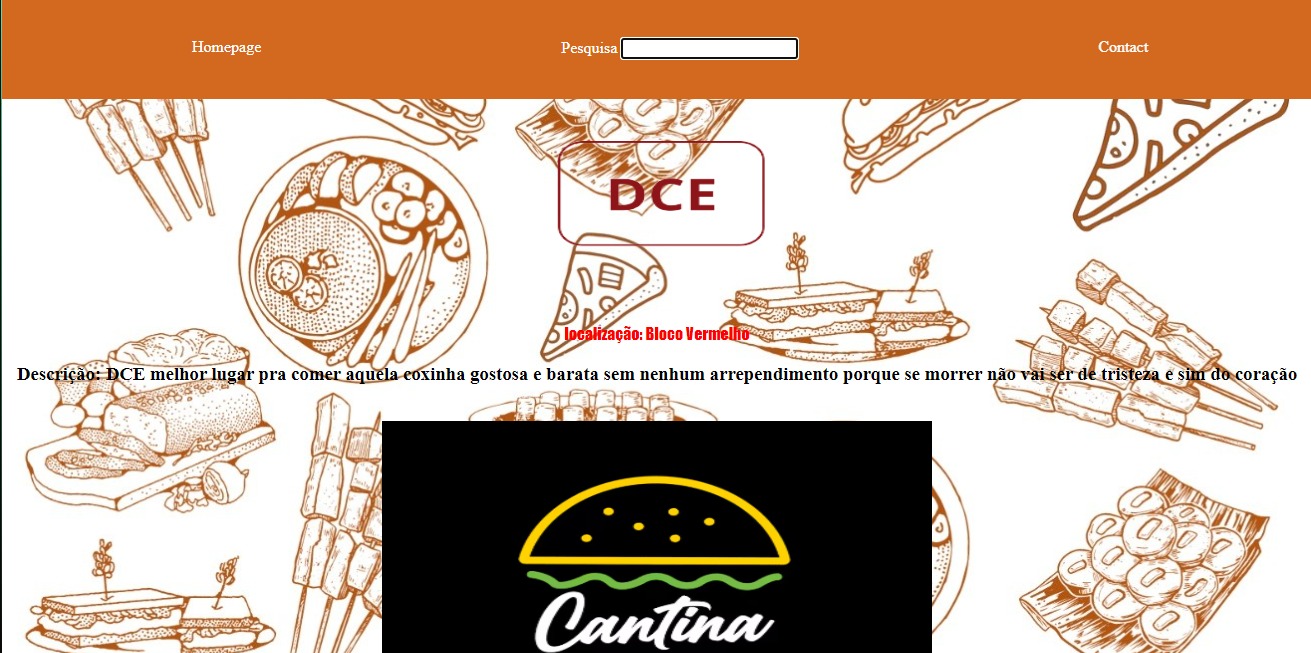 Homepage
Pesquisa
Contact
DCE
localização: Bloco Vermelho
Descrição: DCE melhor lugar pra comer aquela coxinha gostosa e barata sem nenhum arrependimento porque se morrer não vai ser de tristeza e sim do coração
Cantina